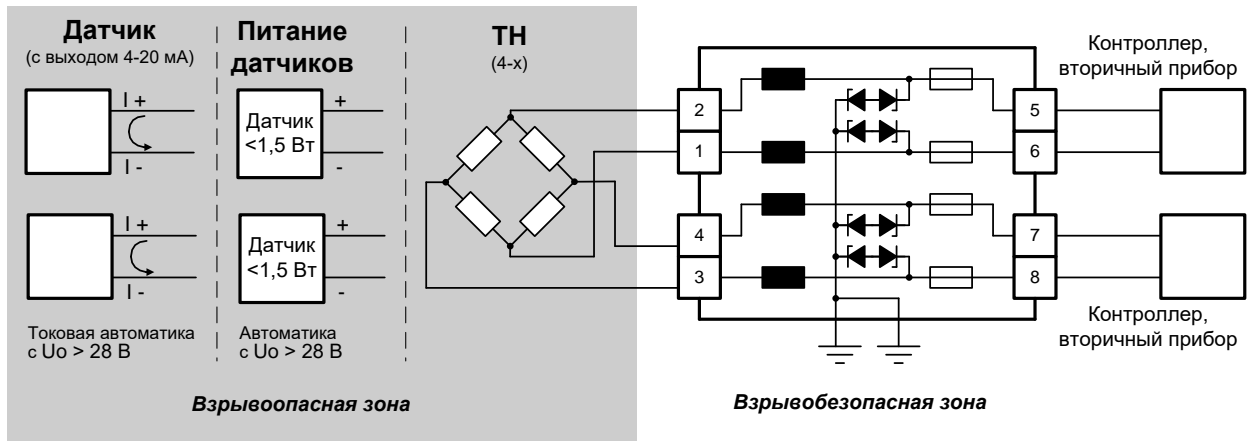 Датчик
(с выходом 4-20 мА)
I +
I -
I +
I -
Токовая автоматика
с Uo > 28 В
Питание
датчиков
Датчик
<1,5 Вт
+
-
Датчик
<1,5 Вт
+
-
Автоматика
с Uo > 28 В
ТН
(4-х)
Взрывоопасная зона
2
1
4
3
5
6
7
8
Контроллер,
вторичный прибор
Контроллер,
вторичный прибор
Взрывобезопасная зона